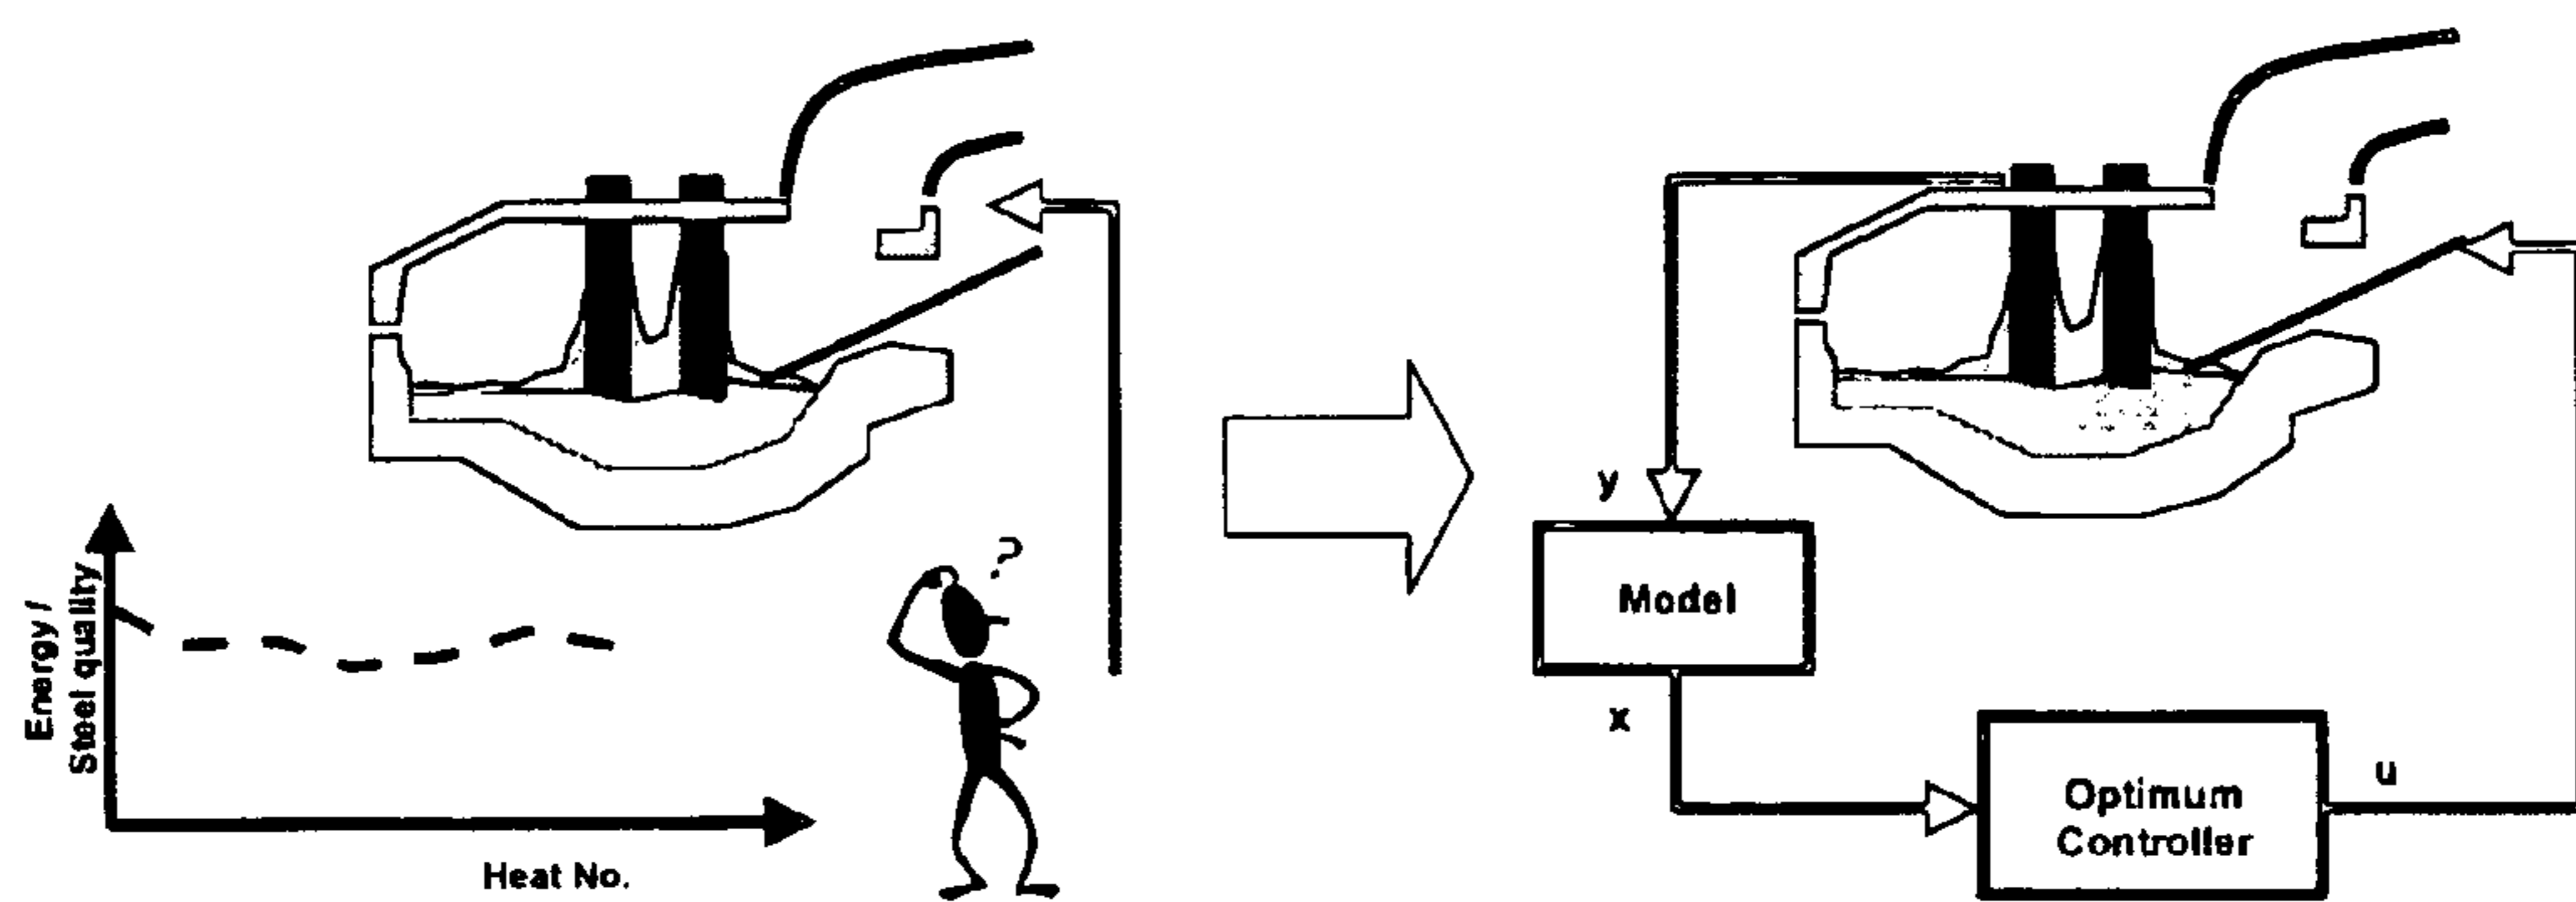 Energy /
Steel quality
Heat No.
?
y
Model
x
Optimum
Controller
u